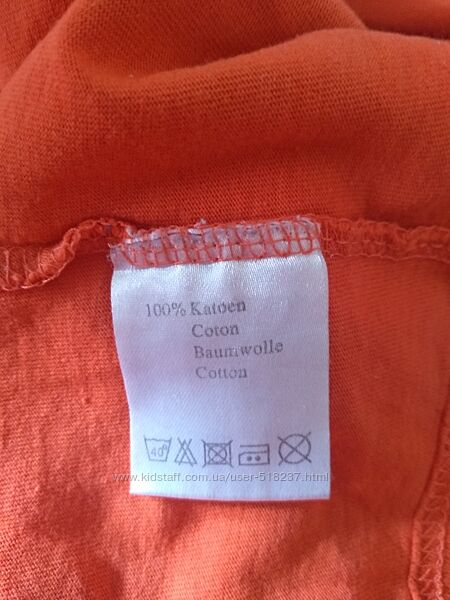 100% Katoen
Coton
Baumwolle
Cotton
40°
www.kidstaff.com.ua/user-518237.html